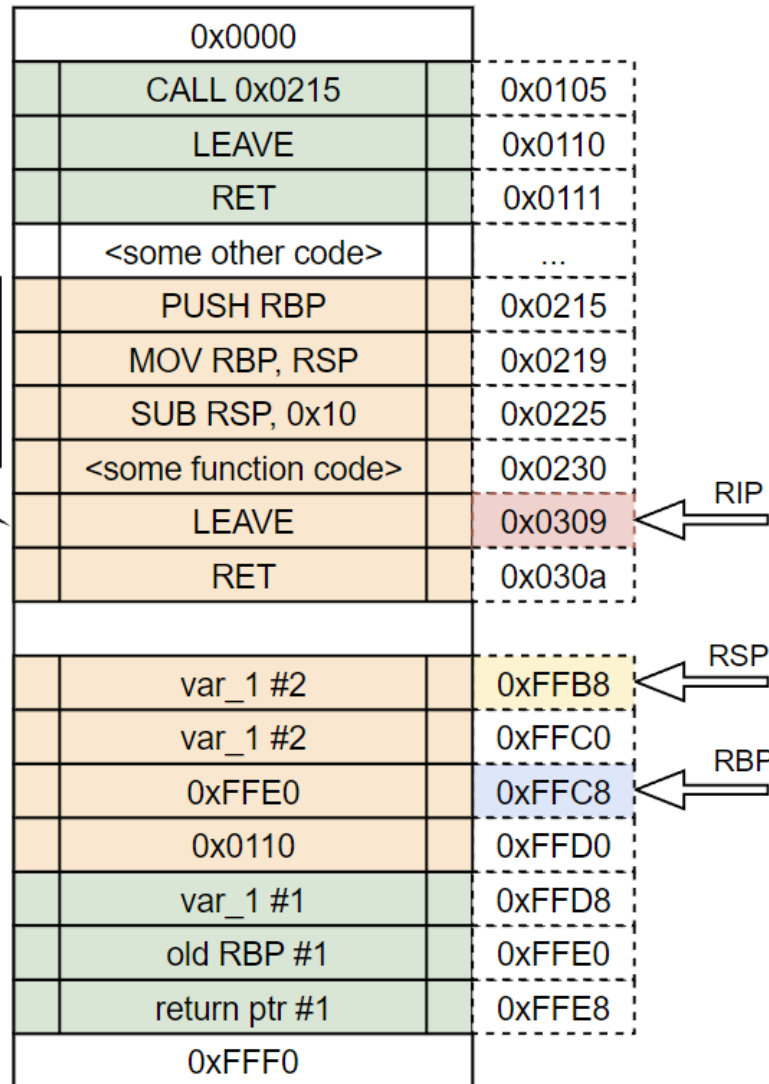 0x0000
CALL 0x0215 0x0105
LEAVE 0x0110
RET 0x0111
<some other code> ...
PUSH RBP 0x0215
MOV RBP, RSP 0x0219
SUB RSP, 0x10 0x0225
<some function code> 0x0230
LEAVE 0x0309 RIP
RET 0x030a
var_1 #2 0xFFB8 RSP
var_1 #2 0xFFC0
0xFFE0 0xFFC8 RBP
0x0110 0xFFD0
var_1 #1 0xFFD8
old RBP #1 0xFFE0
return ptr #1 0xFFE8
0xFFF0